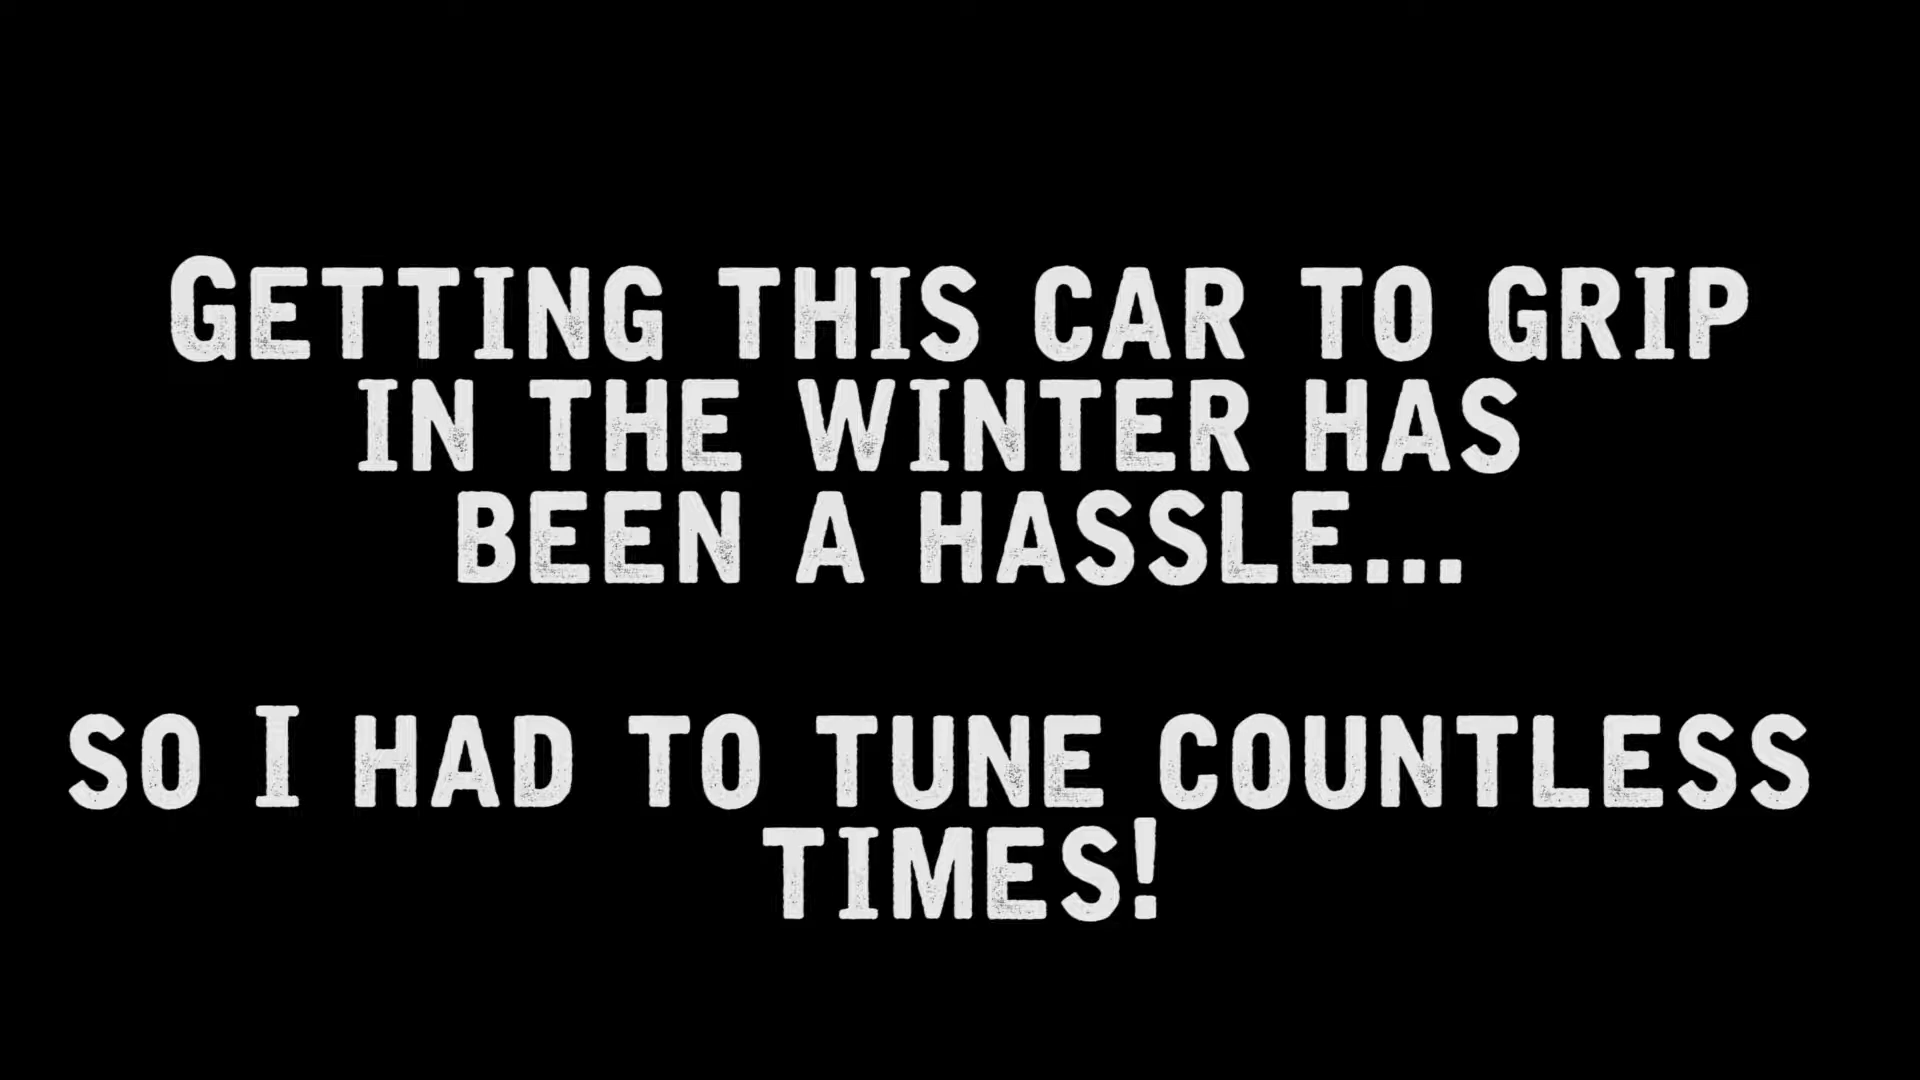 Getting this car to grip
in the winter has
been a hassle...
so I had to tune countless
times!